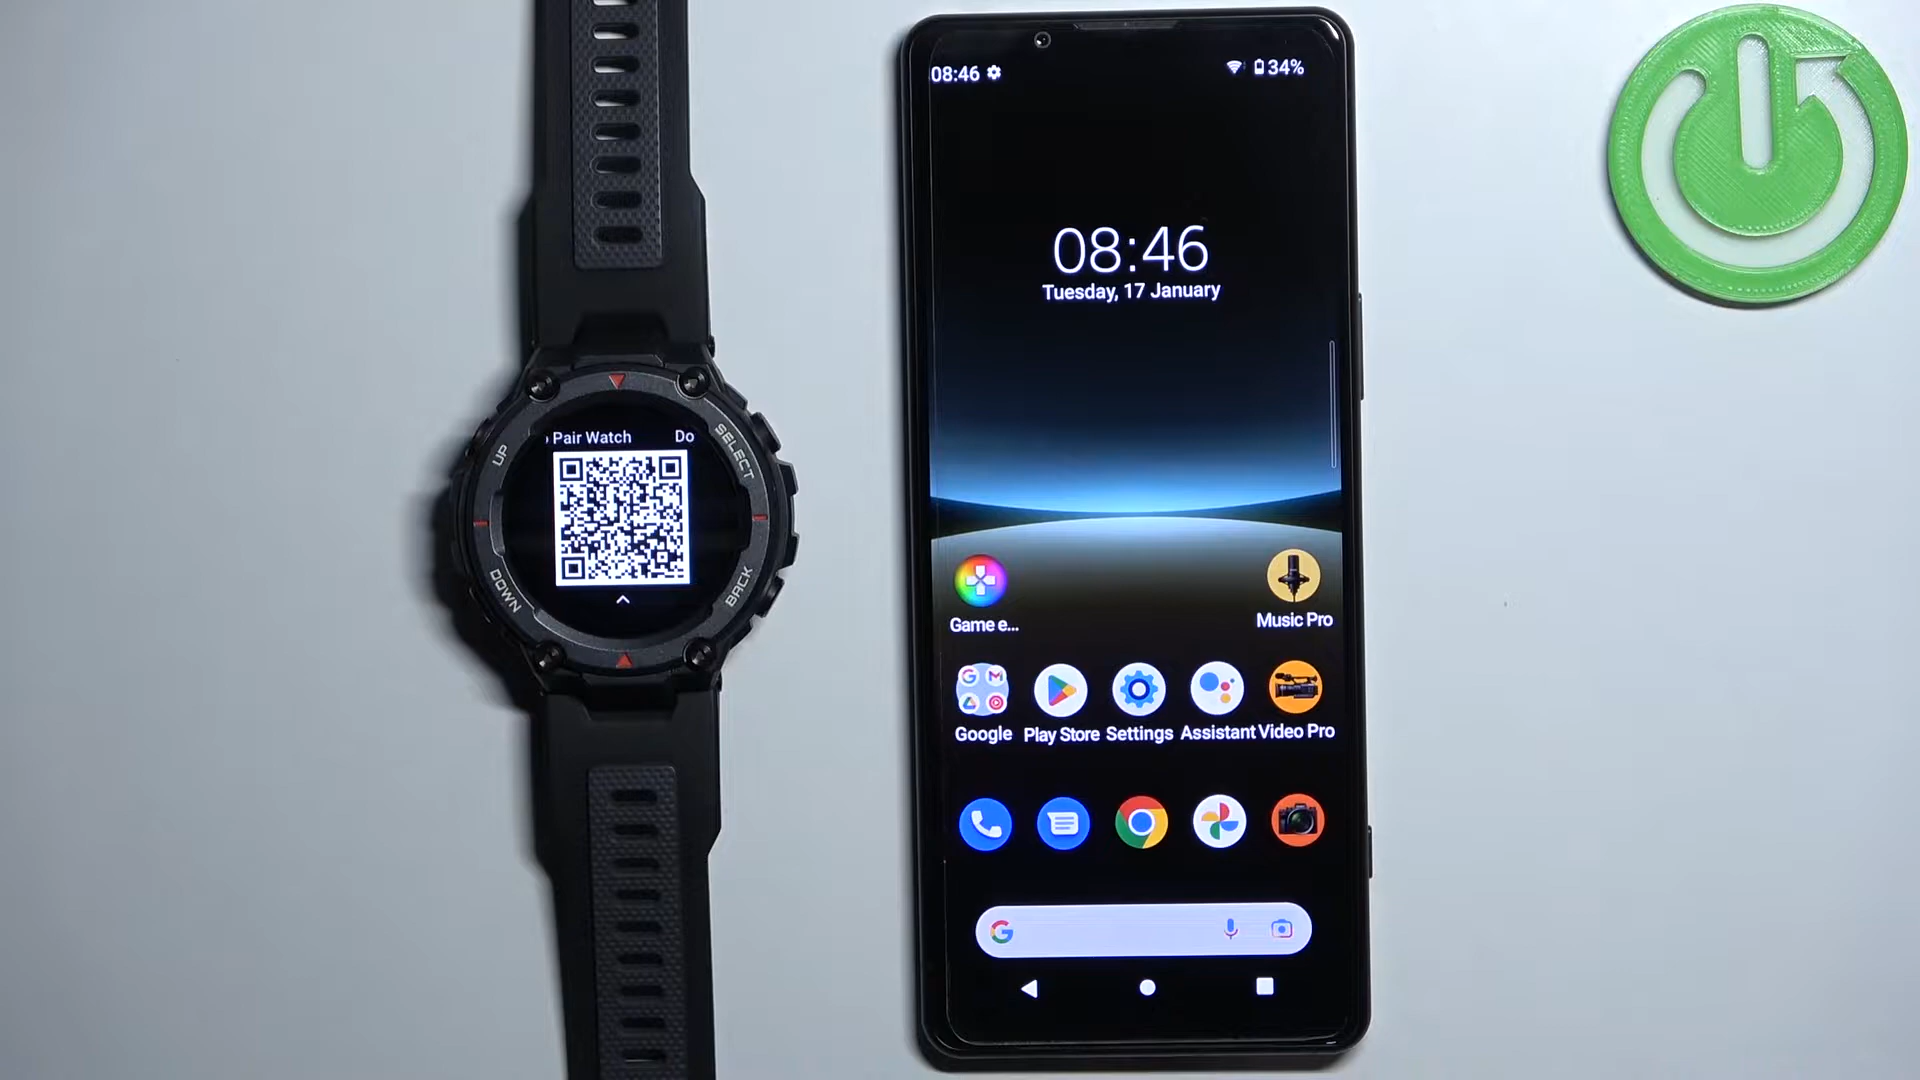 Pair Watch Do
UP
SELECT
DOWN
BACK
08:46
34%
08:46
Tuesday, 17 January
Game e...
Music Pro
Google
Play Store
Settings
Assistant
Video Pro